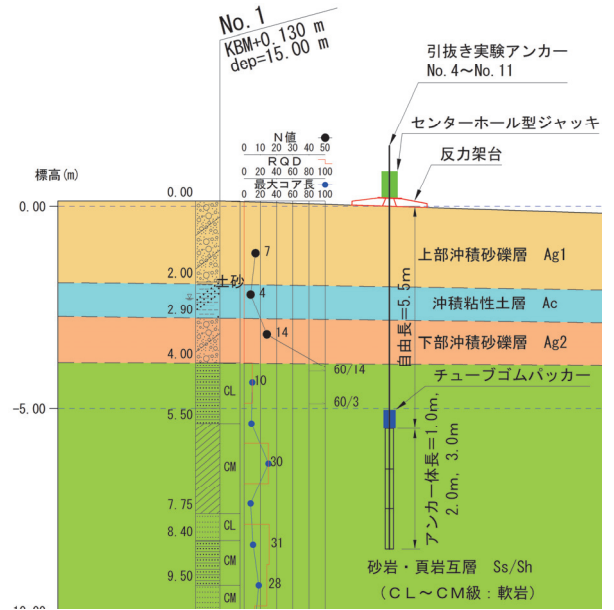 No.1
KBM+0.130 m
dep=15.00 m
引抜き実験アンカー
No.4～No.11
センターホール型ジャッキ
反力架台
N値
0 10 20 30 40 50
RQD
0 20 40 60 80 100
最大コア長
0 20 40 60 80 100
標高(m)
0.00
0.00
7
上部沖積砂礫層 Ag1
2.00
土砂
4
沖積粘性土層 Ac
2.90
14
下部沖積砂礫層 Ag2
自由長=5.5m
4.00
60/14
チューブゴムパッカー
CL
10
60/3
-5.00
5.50
アンカー体長=1.0m,
2.0m, 3.0m
CM
30
7.75
CL
8.40
31
CM
砂岩・頁岩互層 Ss/Sh
9.50
28
（CL～CM級：軟岩）
CM
-10.00